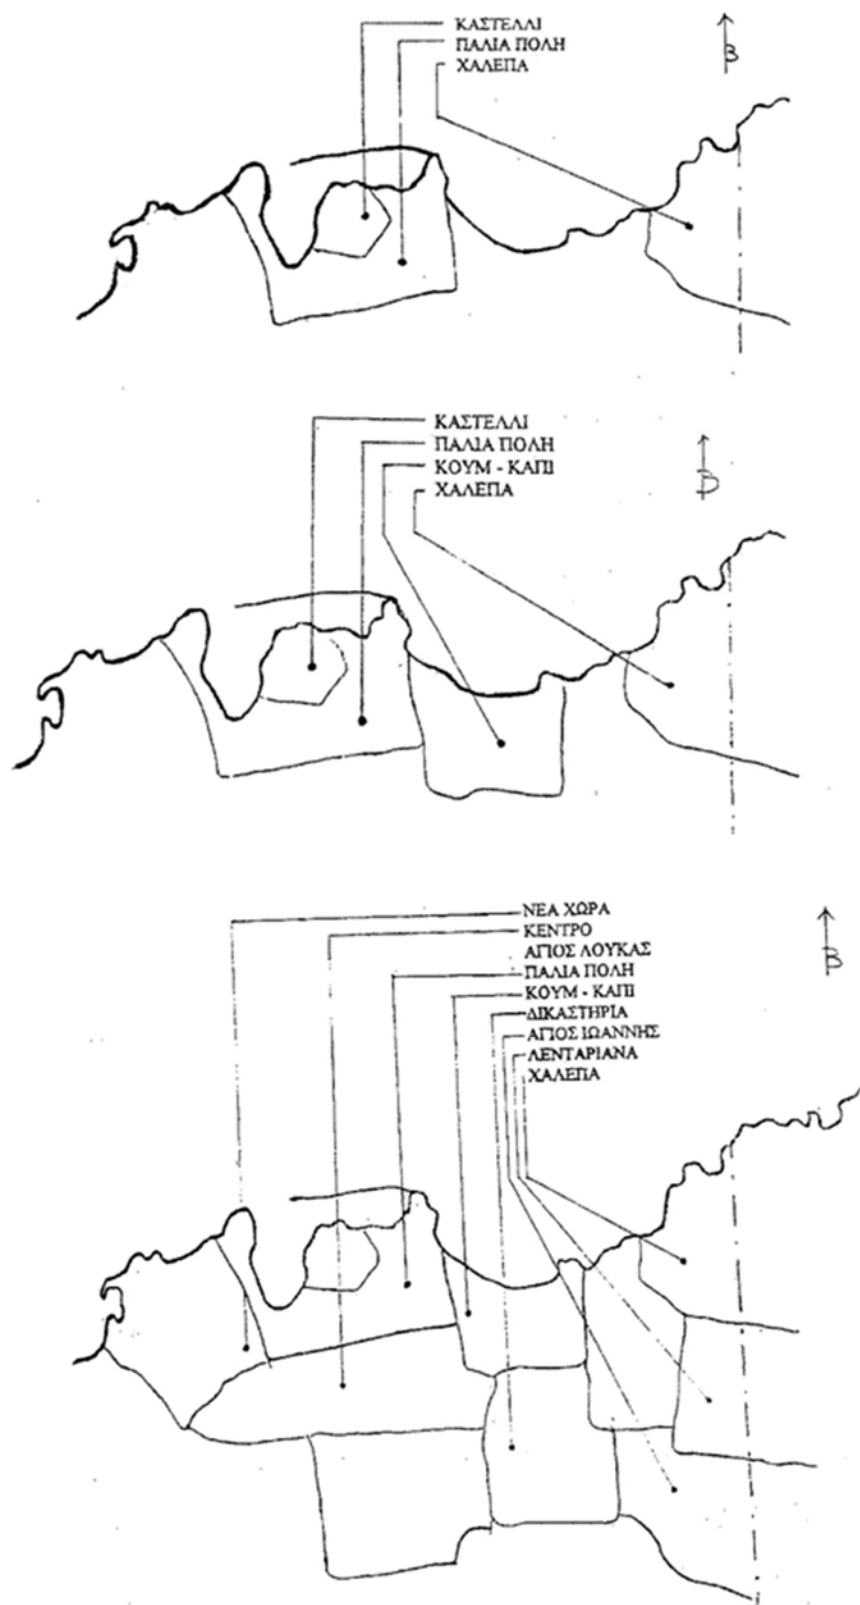 ΚΑΣΤΕΛΛΙ
ΠΑΛΙΑ ΠΟΛΗ
ΧΑΛΕΠΑ
Β
ΚΑΣΤΕΛΛΙ
ΠΑΛΙΑ ΠΟΛΗ
ΚΟΥΜ - ΚΑΠΙ
ΧΑΛΕΠΑ
Β
ΝΕΑ ΧΩΡΑ
ΚΕΝΤΡΟ
ΑΓΙΟΣ ΛΟΥΚΑΣ
ΠΑΛΙΑ ΠΟΛΗ
ΚΟΥΜ - ΚΑΠΙ
ΔΙΚΑΣΤΗΡΙΑ
ΑΓΙΟΣ ΙΩΑΝΝΗΣ
ΛΕΝΤΑΡΙΑΝΑ
ΧΑΛΕΠΑ
Β